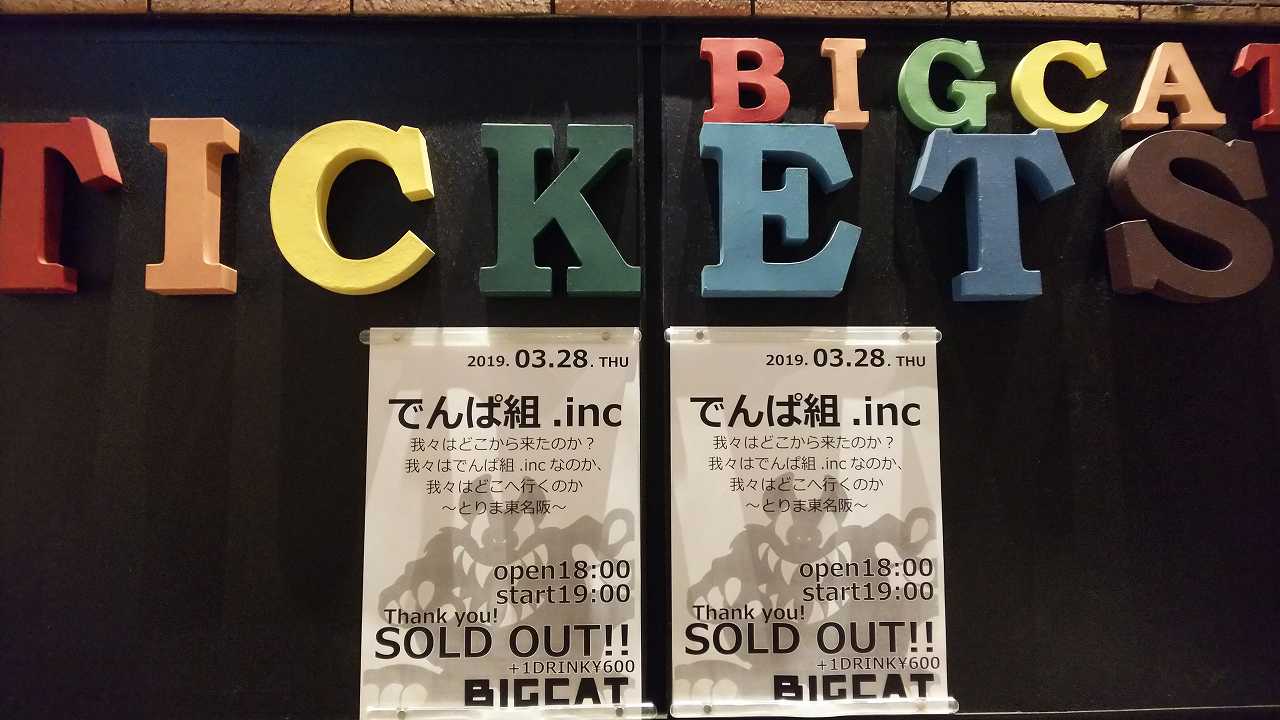 BIGCAT
TICKETS
2019. 03.28. THU
でんぱ組.inc
我々はどこから来たのか？
我々はでんぱ組.incなのか、
我々はどこへ行くのか
～とりま東名阪～
open18:00
start19:00
Thank you!
SOLD OUT!!
+1DRINK¥600
BIGCAT
2019. 03.28. THU
でんぱ組.inc
我々はどこから来たのか？
我々はでんぱ組.incなのか、
我々はどこへ行くのか
～とりま東名阪～
open18:00
start19:00
Thank you!
SOLD OUT!!
+1DRINK¥600
BIGCAT